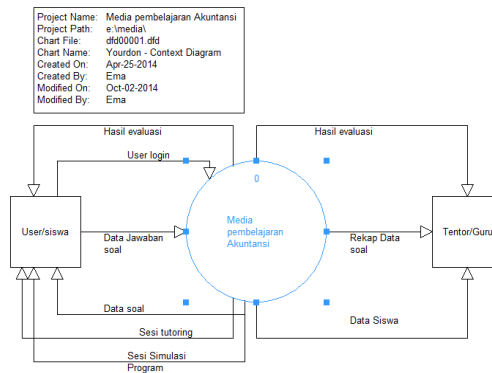 Project Name: Media pembelajaran Akuntansi
Project Path: e:\media\
Chart File: dfd00001.dfd
Chart Name: Yourdon - Context Diagram
Created On: Apr-25-2014
Created By: Ema
Modified On: Oct-02-2014
Modified By: Ema
Hasil evaluasi
Hasil evaluasi
User login
0
User/siswa
Data Jawaban
soal
Media
pembelajaran
Akuntansi
Rekap Data
soal
Tentor/Guru
Data soal
Data Siswa
Sesi tutoring
Sesi Simulasi
Program